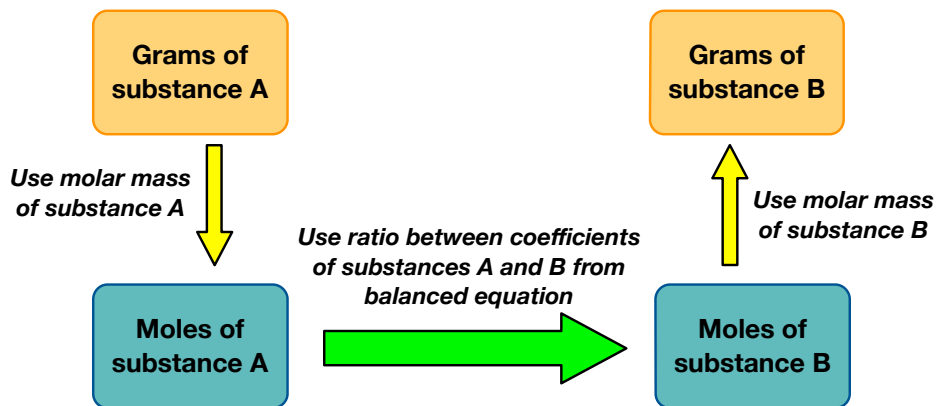 Grams of
substance A
Grams of
substance B
Use molar mass
of substance A
Use molar mass
of substance B
Use ratio between coefficients
of substances A and B from
balanced equation
Moles of
substance A
Moles of
substance B